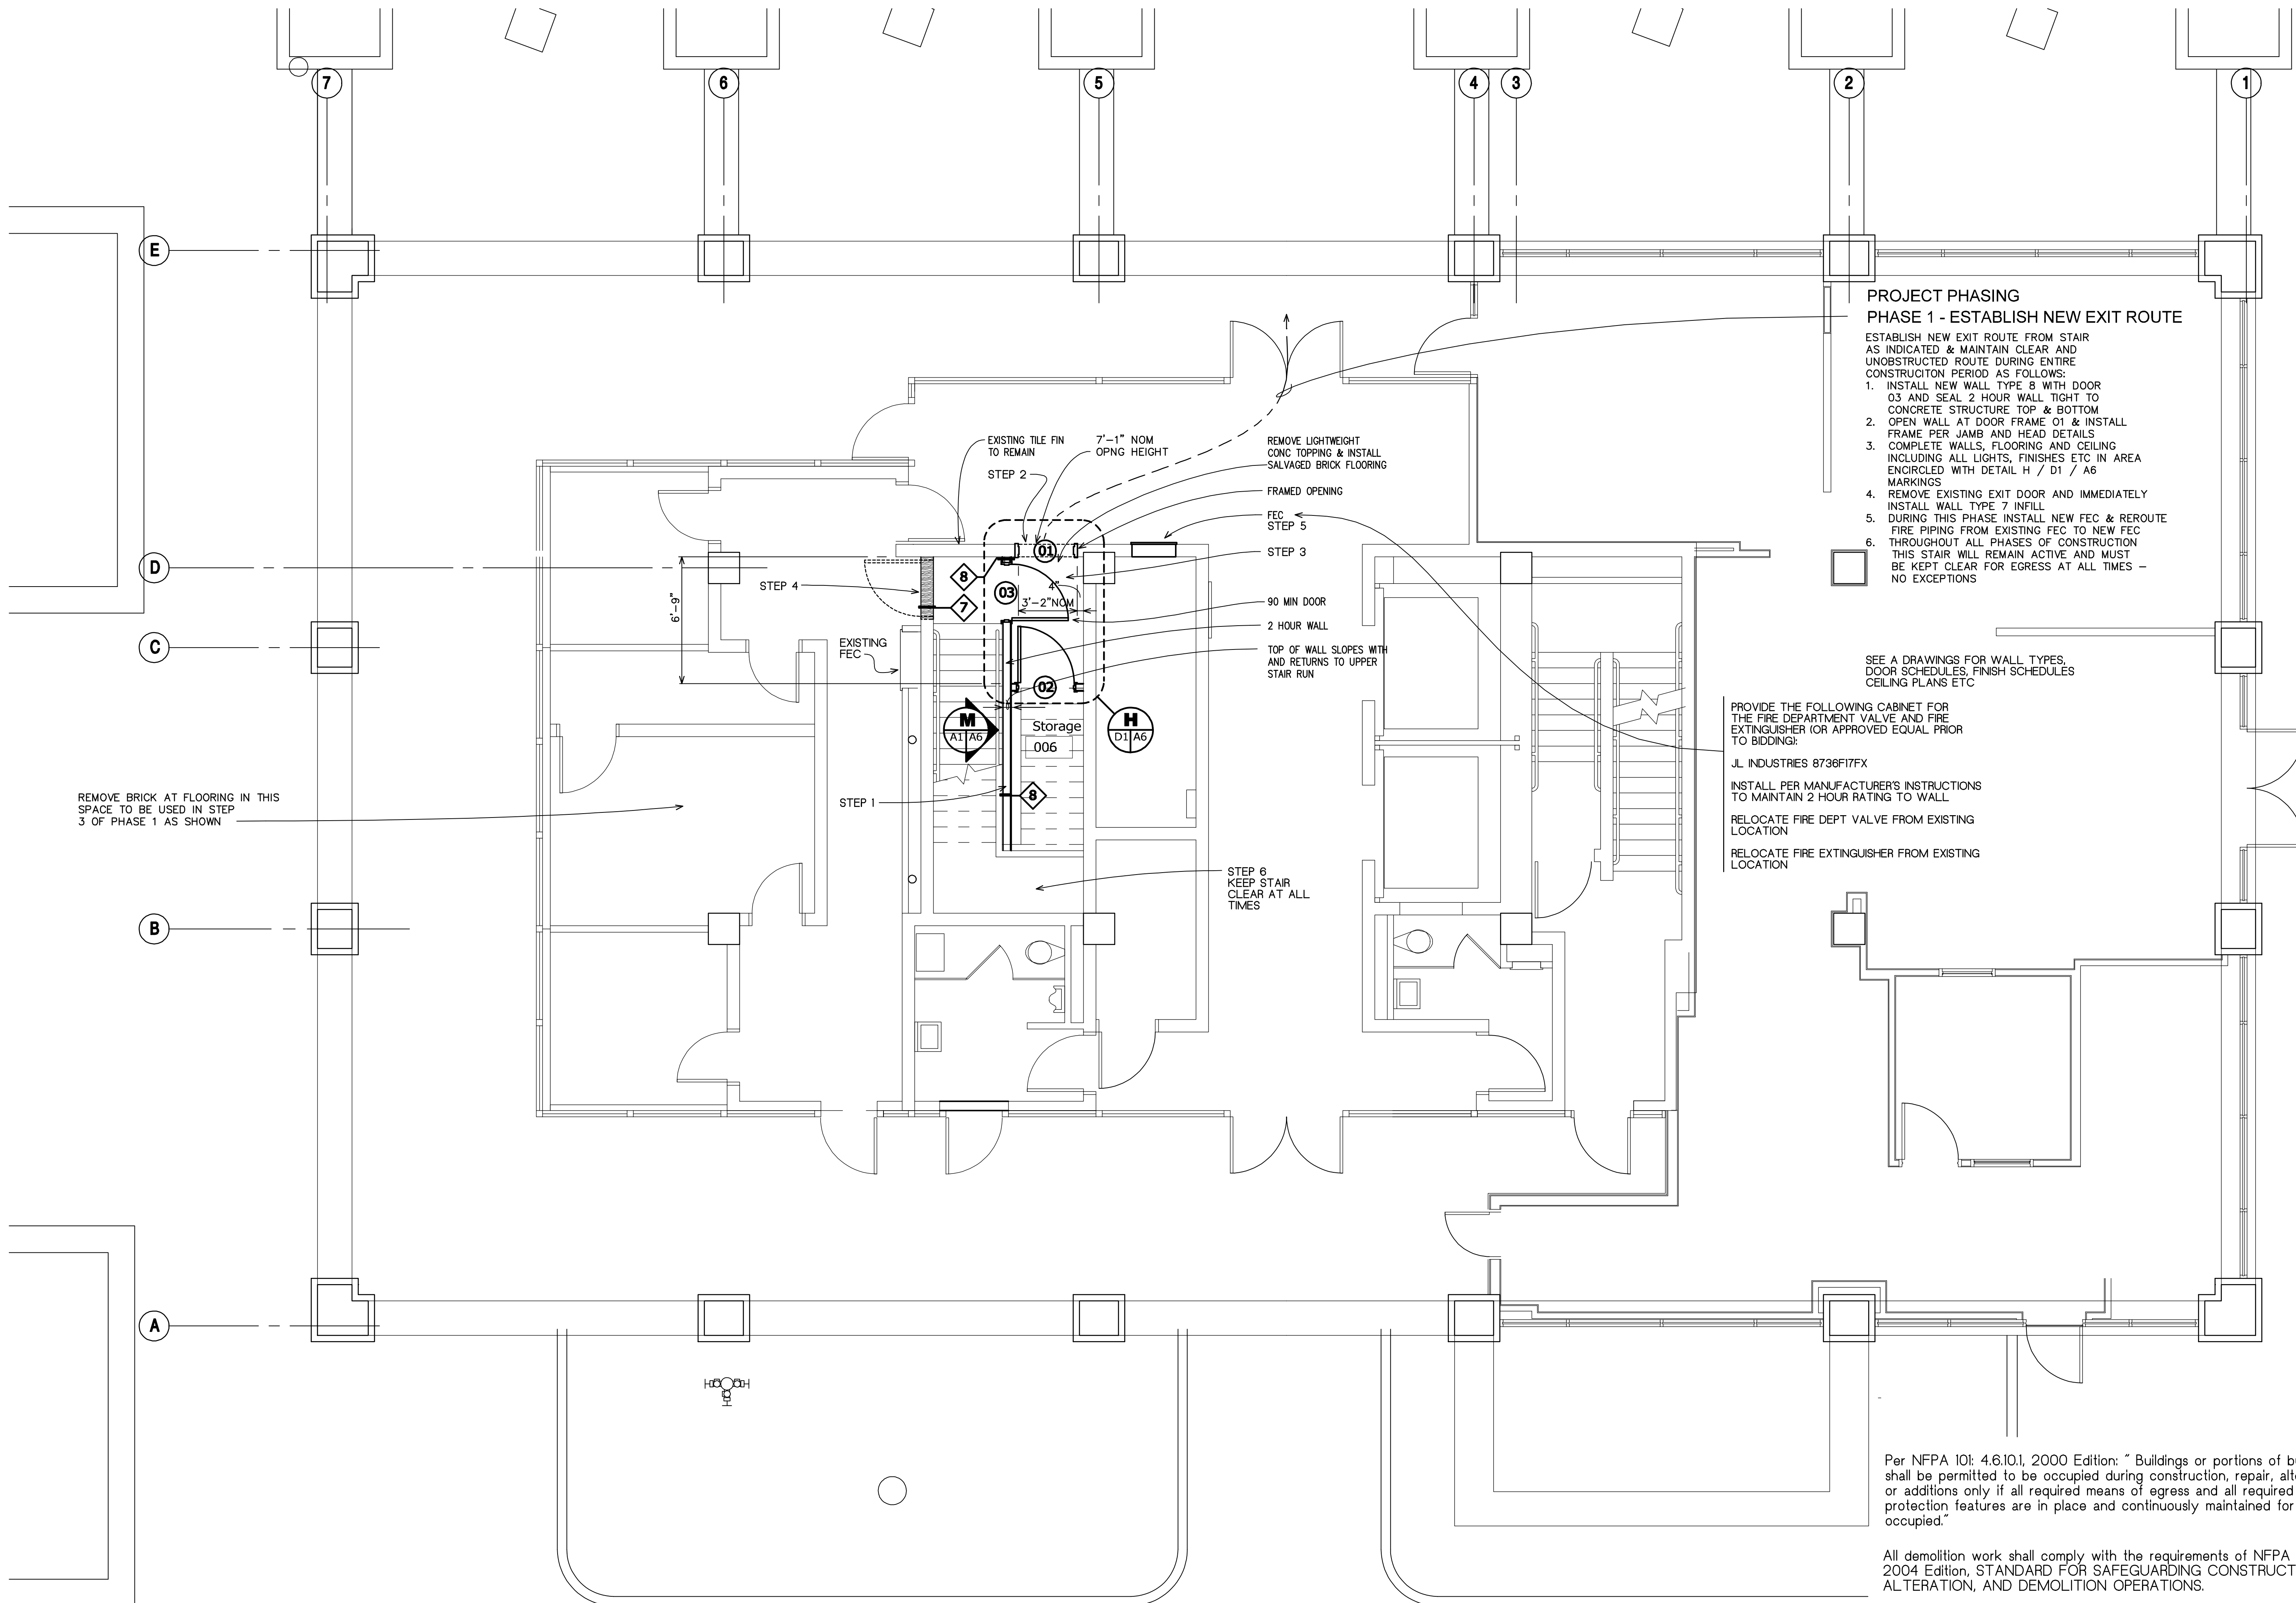 7
6
5
4
3
2
1
E
D
C
B
A
PROJECT PHASING
PHASE 1 - ESTABLISH NEW EXIT ROUTE
ESTABLISH NEW EXIT ROUTE FROM STAIR
AS INDICATED & MAINTAIN CLEAR AND
UNOBSTRUCTED ROUTE DURING ENTIRE
CONSTRUCITON PERIOD AS FOLLOWS:
1. INSTALL NEW WALL TYPE 8 WITH DOOR
03 AND SEAL 2 HOUR WALL TIGHT TO
CONCRETE STRUCTURE TOP & BOTTOM
2. OPEN WALL AT DOOR FRAME 01 & INSTALL
FRAME PER JAMB AND HEAD DETAILS
3. COMPLETE WALLS, FLOORING AND CEILING
INCLUDING ALL LIGHTS, FINISHES ETC IN AREA
ENCIRCLED WITH DETAIL H / D1 / A6
MARKINGS
4. REMOVE EXISTING EXIT DOOR AND IMMEDIATELY
INSTALL WALL TYPE 7 INFILL
5. DURING THIS PHASE INSTALL NEW FEC & REROUTE
FIRE PIPING FROM EXISTING FEC TO NEW FEC
6. THROUGHOUT ALL PHASES OF CONSTRUCTION
THIS STAIR WILL REMAIN ACTIVE AND MUST
BE KEPT CLEAR FOR EGRESS AT ALL TIMES –
NO EXCEPTIONS
EXISTING TILE FIN
TO REMAIN
7'–1" NOM
OPNG HEIGHT
STEP 2
REMOVE LIGHTWEIGHT
CONC TOPPING & INSTALL
SALVAGED BRICK FLOORING
FRAMED OPENING
FEC
STEP 5
STEP 3
01
8
03
7
4"
3'–2"NOM
STEP 4
6'–9"
90 MIN DOOR
2 HOUR WALL
EXISTING
FEC
TOP OF WALL SLOPES WITH
AND RETURNS TO UPPER
STAIR RUN
02
M
A1 A6
H
D1 A6
Storage
006
8
STEP 1
STEP 6
KEEP STAIR
CLEAR AT ALL
TIMES
REMOVE BRICK AT FLOORING IN THIS
SPACE TO BE USED IN STEP
3 OF PHASE 1 AS SHOWN
SEE A DRAWINGS FOR WALL TYPES,
DOOR SCHEDULES, FINISH SCHEDULES
CEILING PLANS ETC
PROVIDE THE FOLLOWING CABINET FOR
THE FIRE DEPARTMENT VALVE AND FIRE
EXTINGUISHER (OR APPROVED EQUAL PRIOR
TO BIDDING):
JL INDUSTRIES 8736F17FX
INSTALL PER MANUFACTURER'S INSTRUCTIONS
TO MAINTAIN 2 HOUR RATING TO WALL
RELOCATE FIRE DEPT VALVE FROM EXISTING
LOCATION
RELOCATE FIRE EXTINGUISHER FROM EXISTING
LOCATION
Per NFPA 101: 4.6.10.1, 2000 Edition: " Buildings or portions of b
shall be permitted to be occupied during construction, repair, alt
or additions only if all required means of egress and all required
protection features are in place and continuously maintained for
occupied."
All demolition work shall comply with the requirements of NFPA
2004 Edition, STANDARD FOR SAFEGUARDING CONSTRUCT
ALTERATION, AND DEMOLITION OPERATIONS.